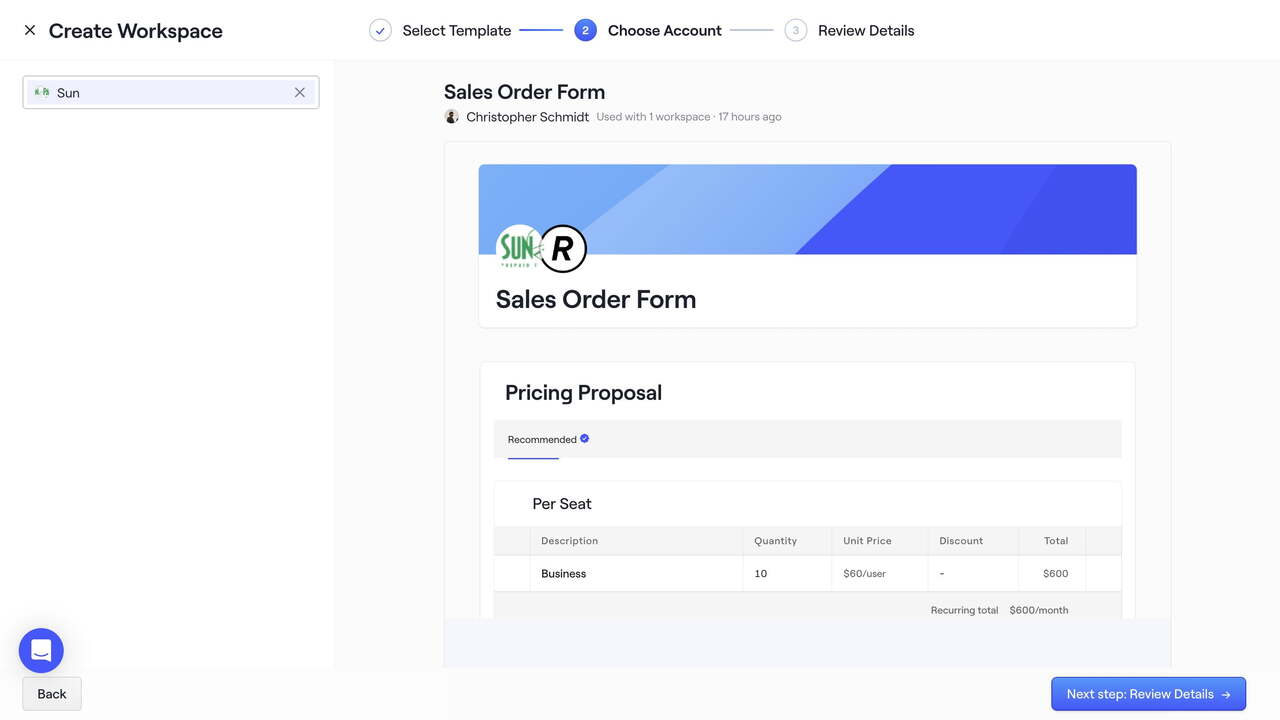 Create Workspace
Select Template
2 Choose Account
3 Review Details
Sun
Sales Order Form
Christopher Schmidt Used with 1 workspace · 17 hours ago
SUN R
Sales Order Form
Pricing Proposal
Recommended
Per Seat
Description Quantity Unit Price Discount Total
Business 10 $60/user - $600
Recurring total $600/month
Back
Next step: Review Details →